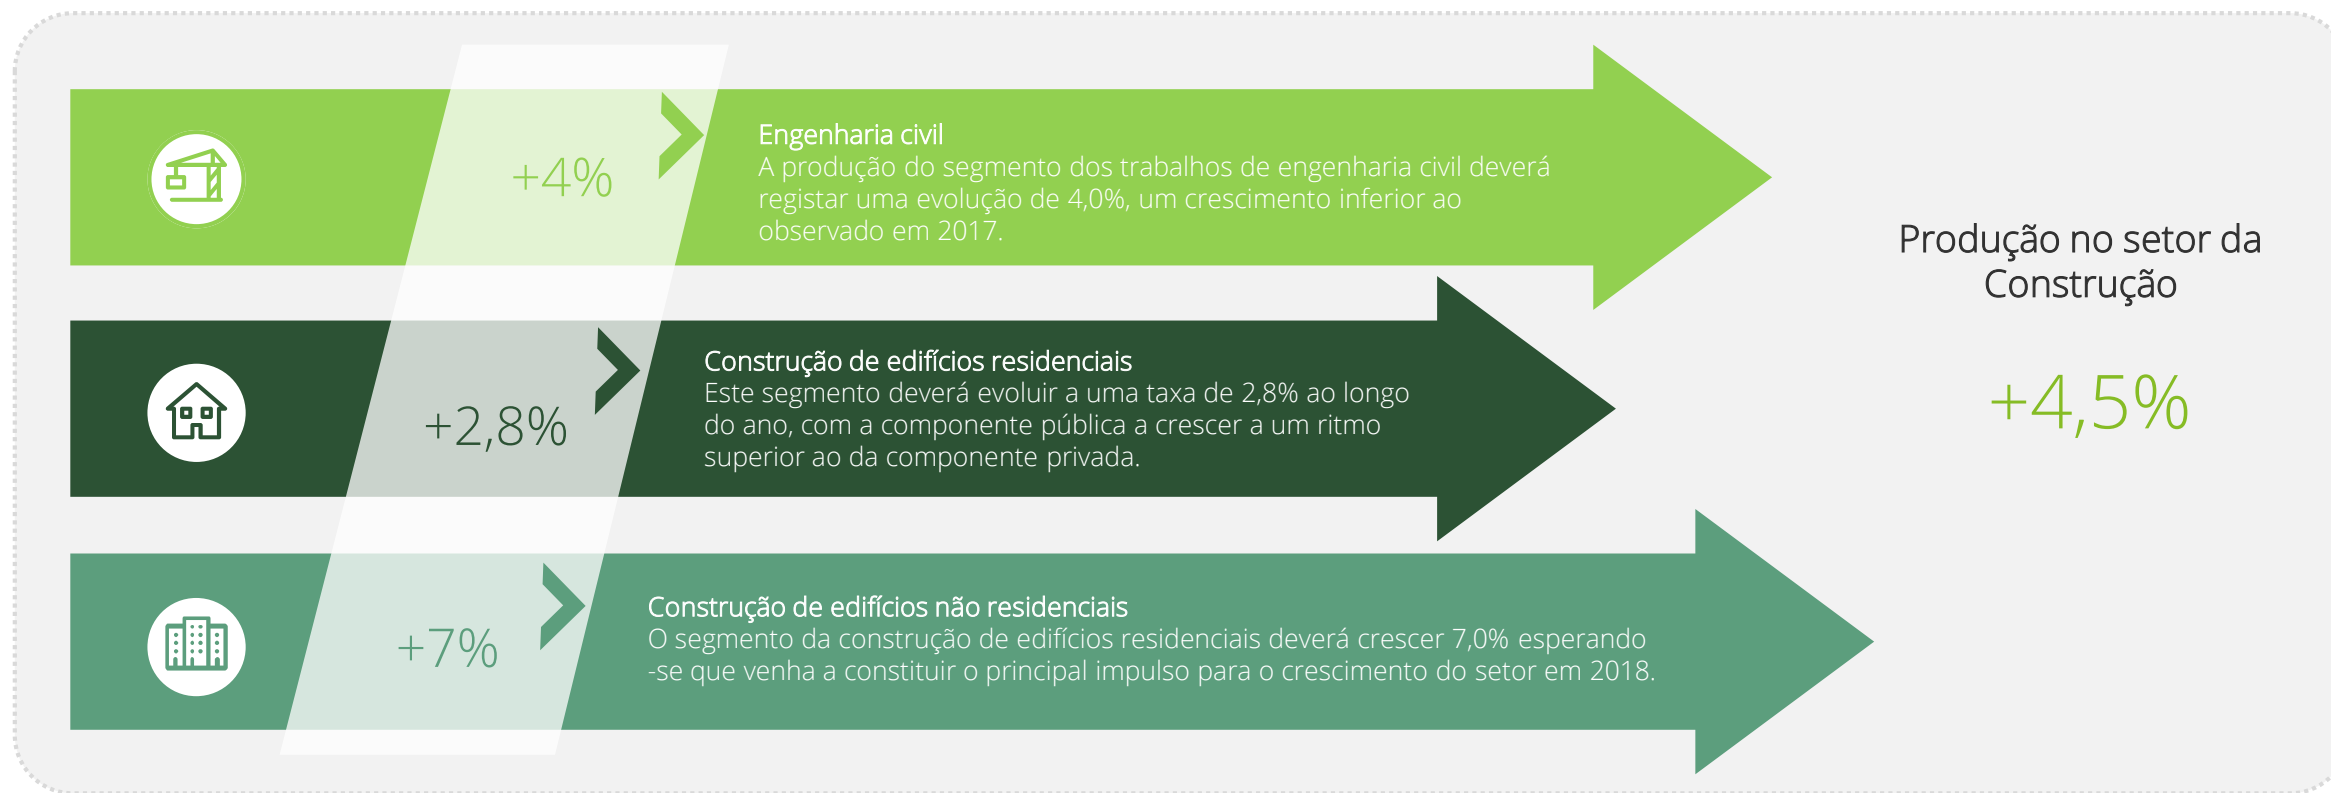 +4%
Engenharia civil
A produção do segmento dos trabalhos de engenharia civil deverá
registar uma evolução de 4,0%, um crescimento inferior ao
observado em 2017.
+2,8%
Construção de edifícios residenciais
Este segmento deverá evoluir a uma taxa de 2,8% ao longo
do ano, com a componente pública a crescer a um ritmo
superior ao da componente privada.
+7%
Construção de edifícios não residenciais
O segmento da construção de edifícios residenciais deverá crescer 7,0% esperando
-se que venha a constituir o principal impulso para o crescimento do setor em 2018.
Produção no setor da
Construção
+4,5%